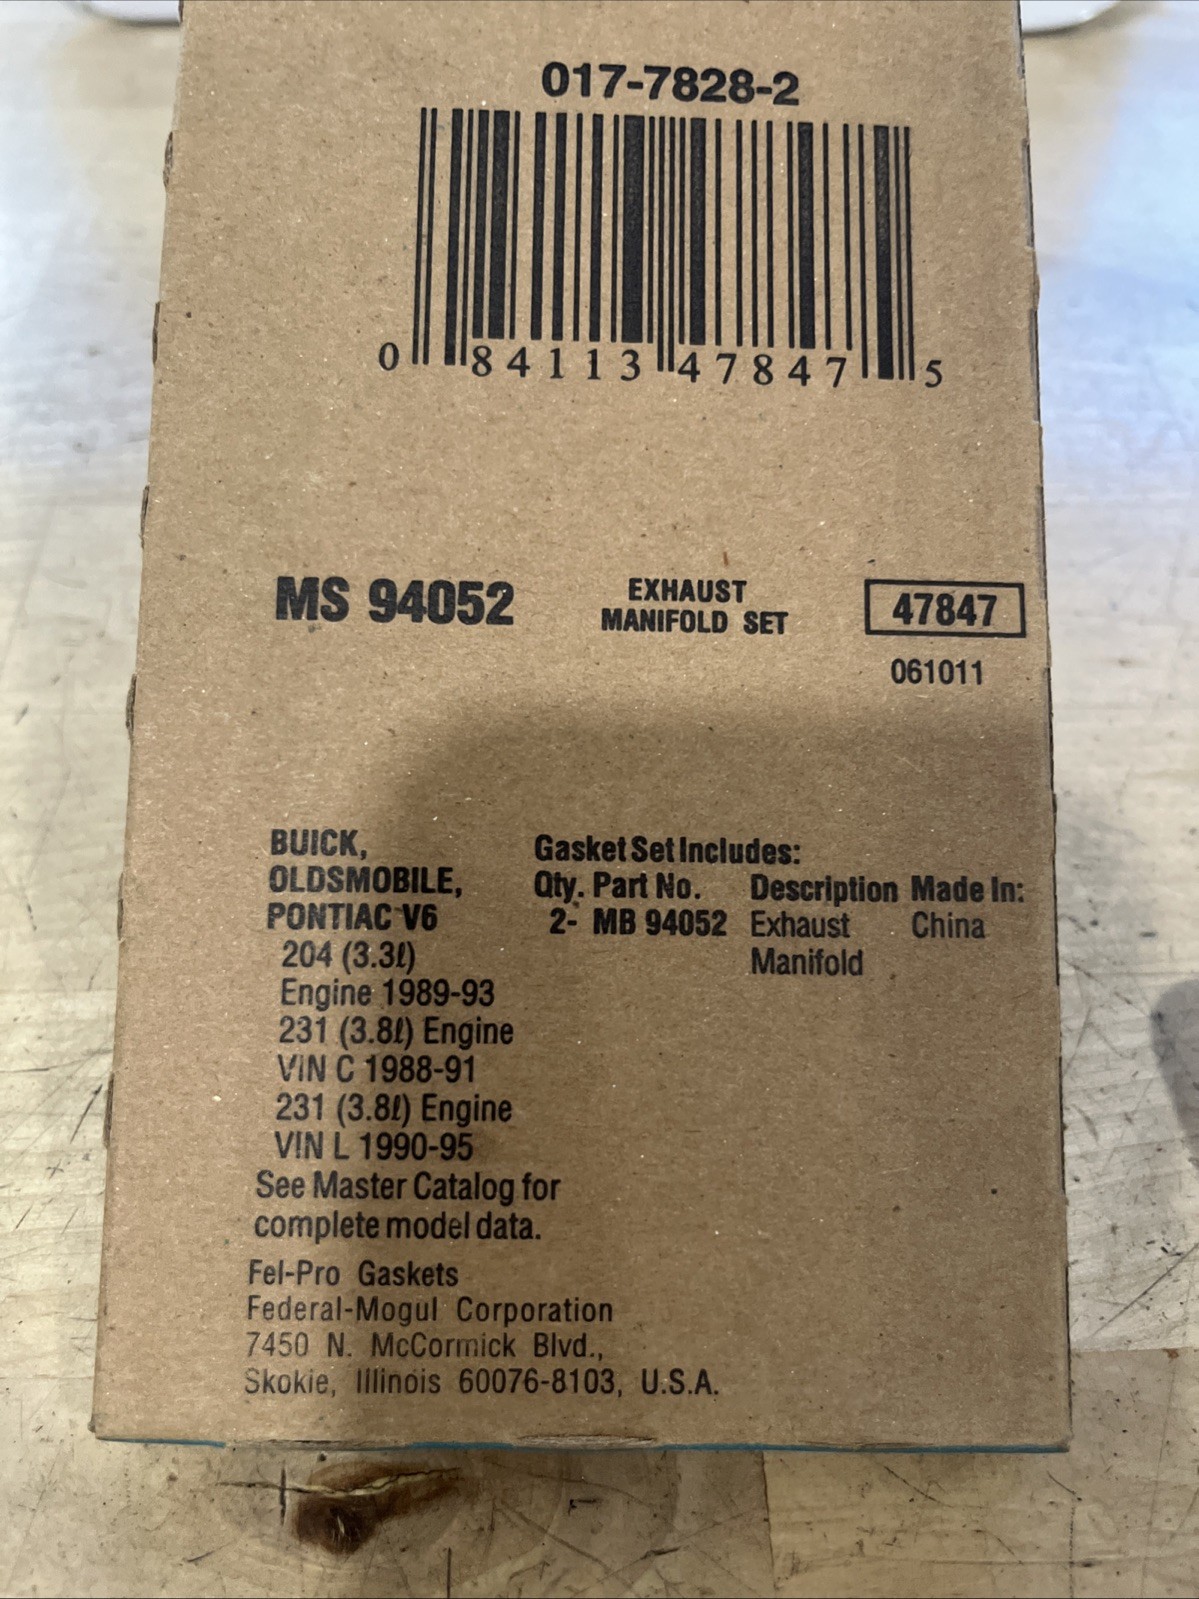 017-7828-2
0 84113 47847 5
MS 94052 EXHAUST MANIFOLD SET 47847
061011
BUICK,
OLDSMOBILE,
PONTIAC V6
204 (3.3ℓ)
Engine 1989-93
231 (3.8ℓ) Engine
VIN C 1988-91
231 (3.8ℓ) Engine
VIN L 1990-95
See Master Catalog for
complete model data.
Gasket Set Includes:
Qty. Part No. Description Made In:
2- MB 94052 Exhaust China
Manifold
Fel-Pro Gaskets
Federal-Mogul Corporation
7450 N. McCormick Blvd.,
Skokie, Illinois 60076-8103, U.S.A.